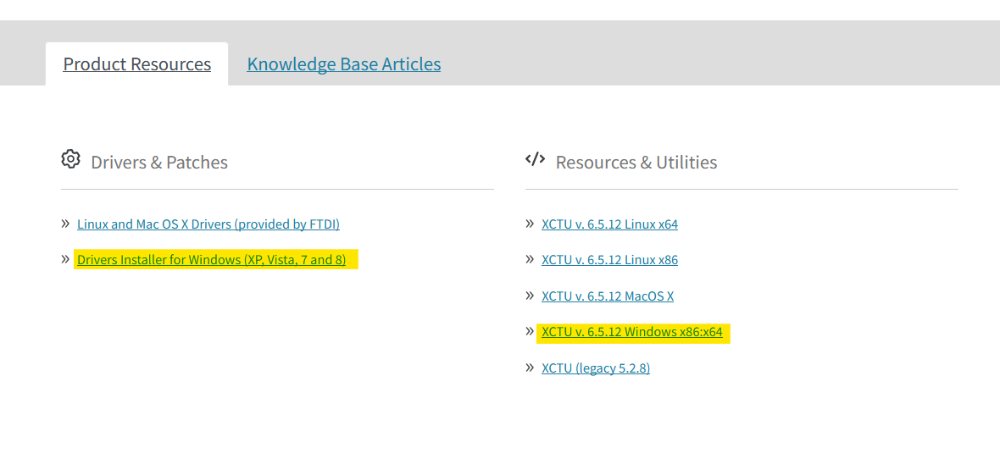 Product Resources
Knowledge Base Articles
Drivers & Patches
» Linux and Mac OS X Drivers (provided by FTDI)
» Drivers Installer for Windows (XP, Vista, 7 and 8)
</> Resources & Utilities
» XCTU v. 6.5.12 Linux x64
» XCTU v. 6.5.12 Linux x86
» XCTU v. 6.5.12 MacOS X
» XCTU v. 6.5.12 Windows x86:x64
» XCTU (legacy 5.2.8)